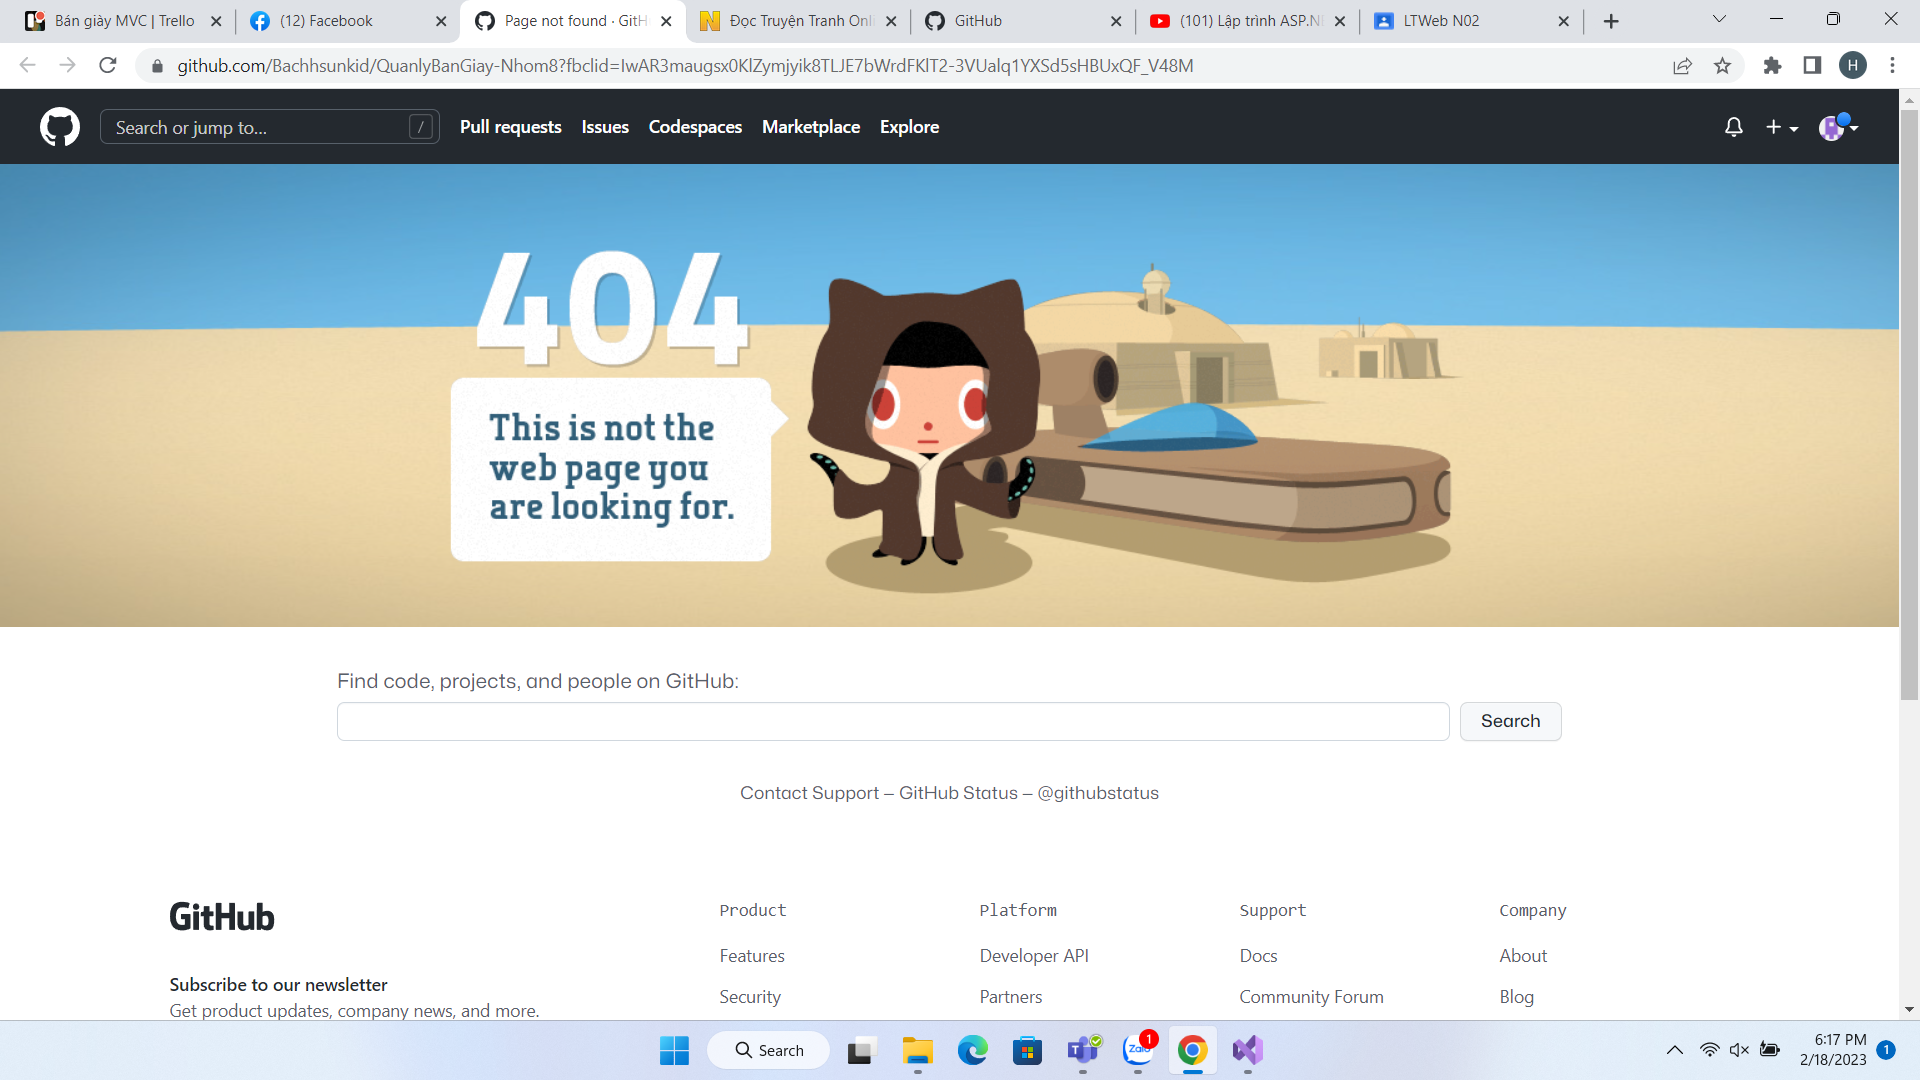 Bán giày MVC | Trello
(12) Facebook
Page not found · GitH
Đọc Truyện Tranh Onli
GitHub
(101) Lập trình ASP.N
LTWeb N02
github.com/Bachhsunkid/QuanlyBanGiay-Nhom8?fbclid=IwAR3maugsx0KlZymjyik8TLJE7bWrdFKlT2-3VUalq1YXSd5sHBUxQF_V48M
H
Search or jump to...
/
Pull requests
Issues
Codespaces
Marketplace
Explore
404
This is not the
web page you
are looking for.
Find code, projects, and people on GitHub:
Search
Contact Support — GitHub Status — @githubstatus
GitHub
Subscribe to our newsletter
Get product updates, company news, and more.
Product
Features
Security
Platform
Developer API
Partners
Support
Docs
Community Forum
Company
About
Blog
Search
Zalo
1
6:17 PM
2/18/2023
1